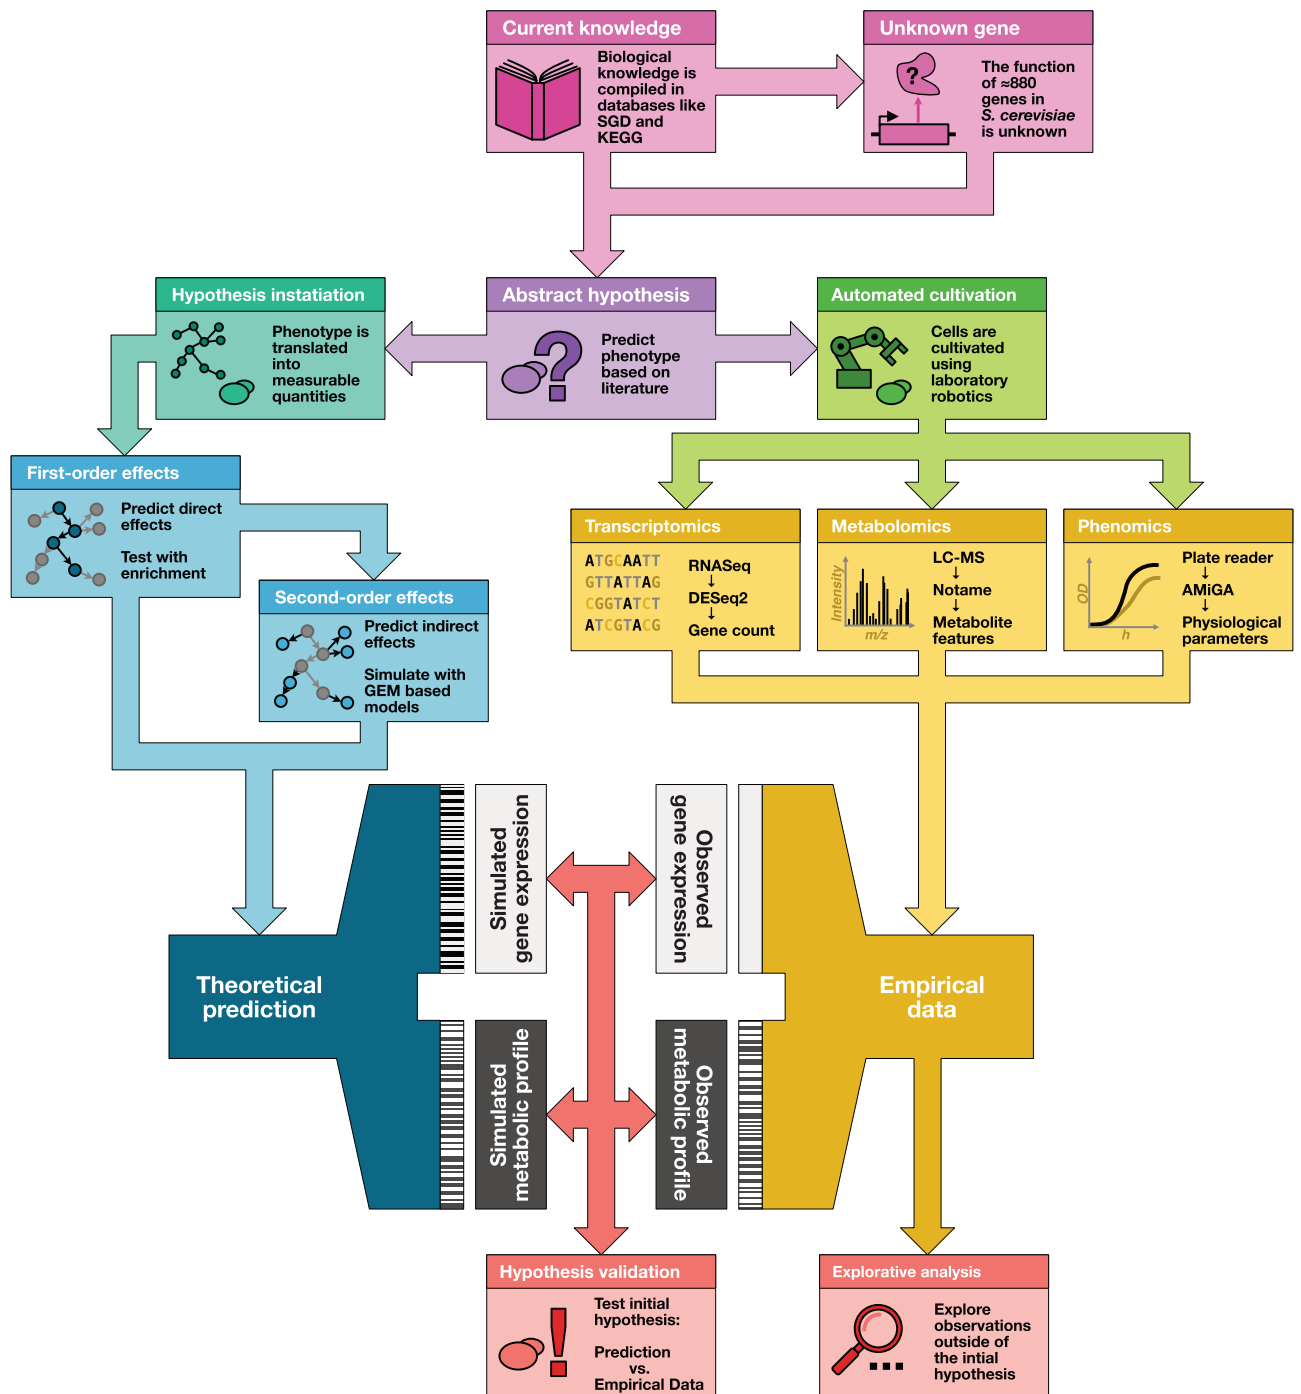 Current knowledge
Biological
knowledge is
compiled in
databases like
SGD and
KEGG
Unknown gene
?
The function
of ≈880
genes in
S. cerevisiae
is unknown
Hypothesis instatiation
Phenotype is
translated
into
measurable
quantities
Abstract hypothesis
?
Predict
phenotype
based on
literature
Automated cultivation
Cells are
cultivated
using
laboratory
robotics
First-order effects
Predict direct
effects
Test with
enrichment
Second-order effects
Predict indirect
effects
Simulate with
GEM based
models
Transcriptomics
ATGCAATT
GTTATTAG
CGGTATCT
ATCGTACG
RNASeq
↓
DESeq2
↓
Gene count
Metabolomics
Intensity
m/z
LC-MS
↓
Notame
↓
Metabolite
features
Phenomics
OD
h
Plate reader
↓
AMiGA
↓
Physiological
parameters
Theoretical
prediction
Simulated
gene expression
Observed
gene expression
Simulated
metabolic profile
Observed
metabolic profile
Empirical
data
Hypothesis validation
!
Test initial
hypothesis:
Prediction
vs.
Empirical Data
Explorative analysis
Explore
observations
outside of
the intial
hypothesis